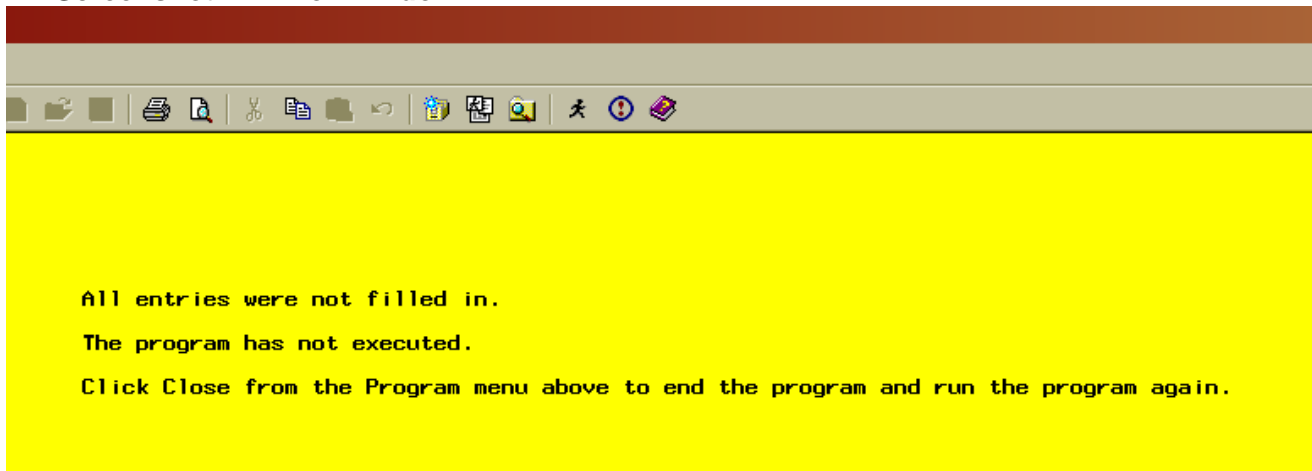 All entries were not filled in.
The program has not executed.
Click Close from the Program menu above to end the program and run the program again.